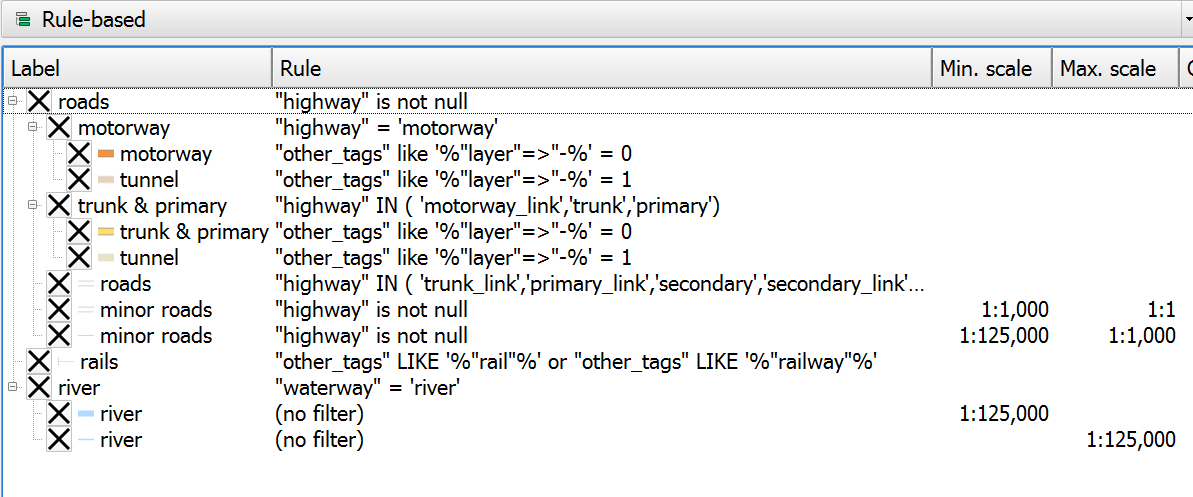 Rule-based
Label Rule Min. scale Max. scale
roads "highway" is not null
motorway "highway" = 'motorway'
motorway "other_tags" like '%"layer"=>"-%' = 0
tunnel "other_tags" like '%"layer"=>"-%' = 1
trunk & primary "highway" IN ( 'motorway_link','trunk','primary')
trunk & primary "other_tags" like '%"layer"=>"-%' = 0
tunnel "other_tags" like '%"layer"=>"-%' = 1
roads "highway" IN ( 'trunk_link','primary_link','secondary','secondary_link'...
minor roads "highway" is not null 1:1,000 1:1
minor roads "highway" is not null 1:125,000 1:1,000
rails "other_tags" LIKE '%"rail"%' or "other_tags" LIKE '%"railway"%'
river "waterway" = 'river'
river (no filter) 1:125,000
river (no filter) 1:125,000